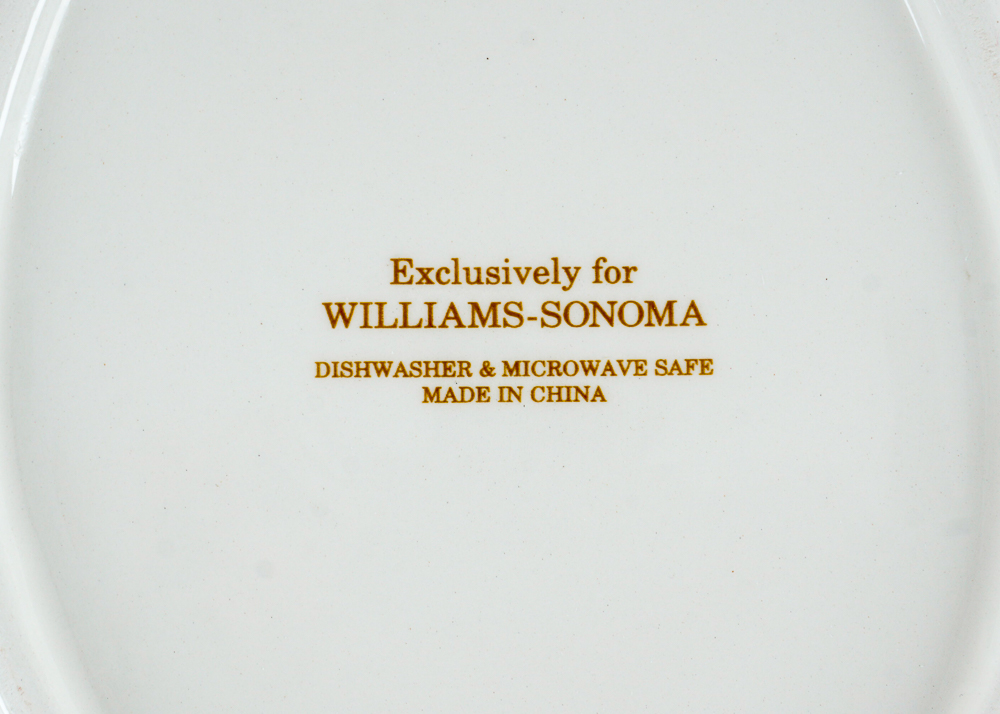 Exclusively for
WILLIAMS-SONOMA
DISHWASHER & MICROWAVE SAFE
MADE IN CHINA